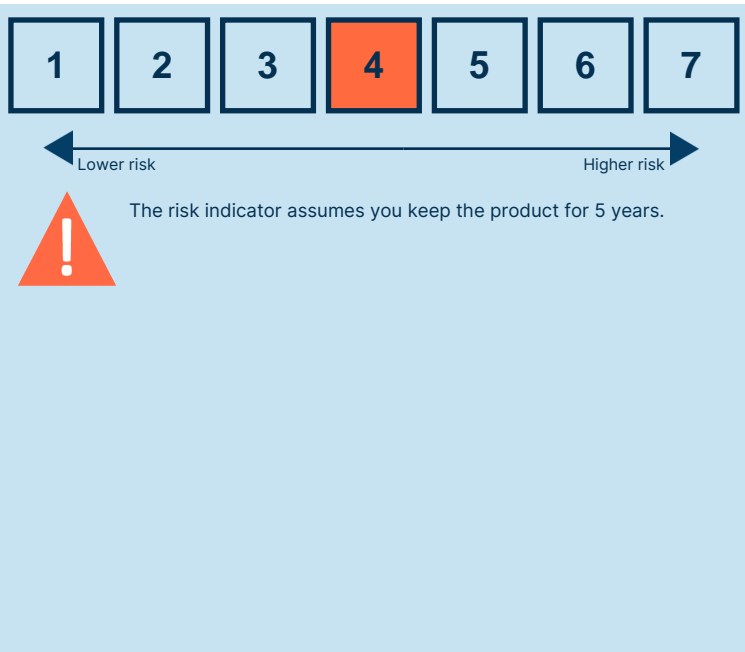 1 2 3 4 5 6 7
Lower risk Higher risk
The risk indicator assumes you keep the product for 5 years.
!